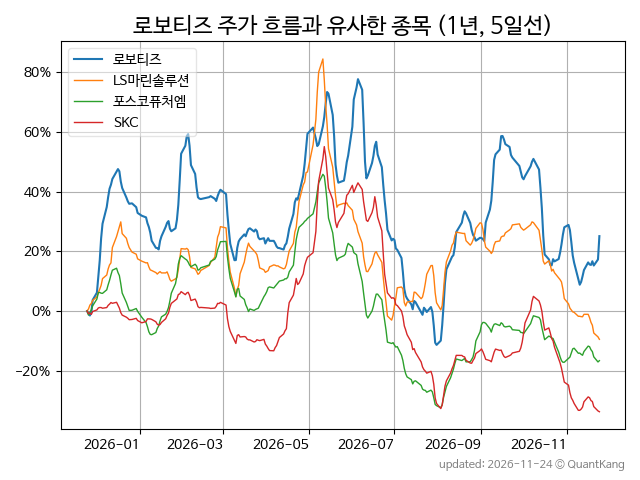 로보티즈 주가 흐름과 유사한 종목 (1년, 5일선)
로보티즈
LS마린솔루션
포스코퓨처엠
SKC
80%
60%
40%
20%
0%
−20%
2026-01
2026-03
2026-05
2026-07
2026-09
2026-11
updated: 2026-11-24 © QuantKang